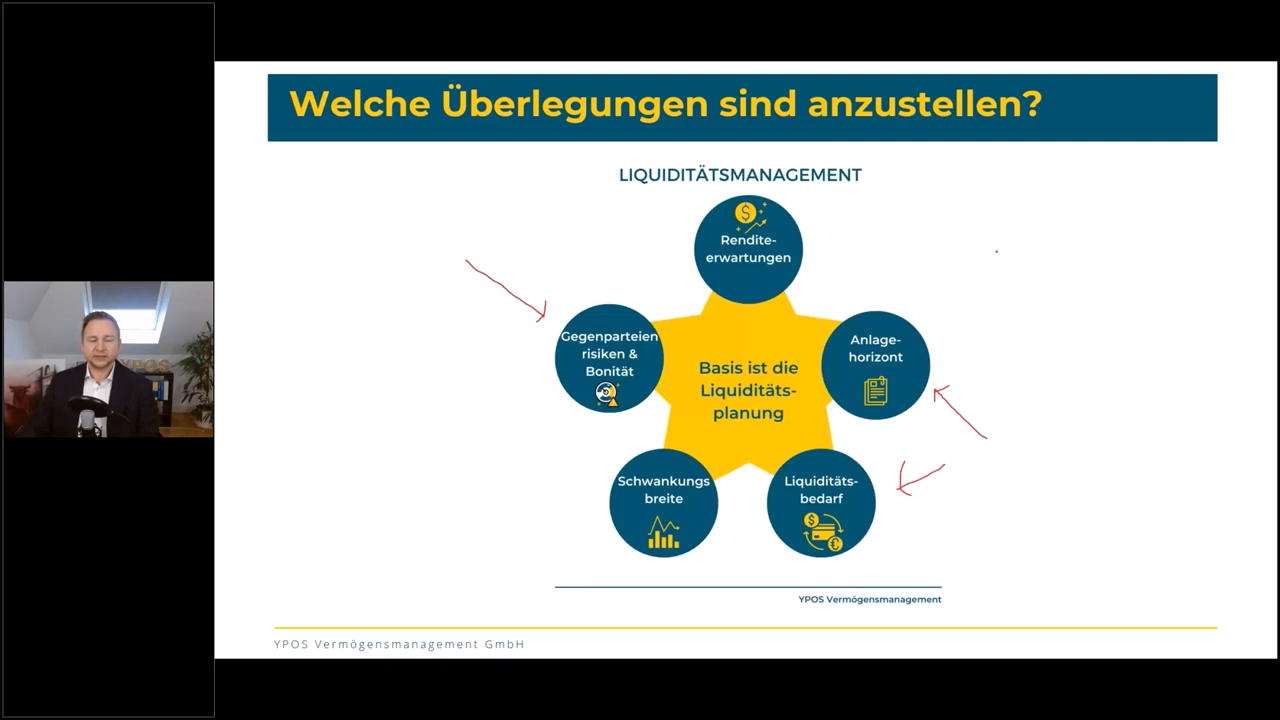 Welche Überlegungen sind anzustellen?
LIQUIDITÄTSMANAGEMENT
Rendite-
erwartungen
Gegenparteien
risiken &
Bonität
Anlage-
horizont
Basis ist die
Liquiditäts-
planung
Schwankungs
breite
Liquiditäts-
bedarf
YPOS Vermögensmanagement
YPOS Vermögensmanagement GmbH
YPOS